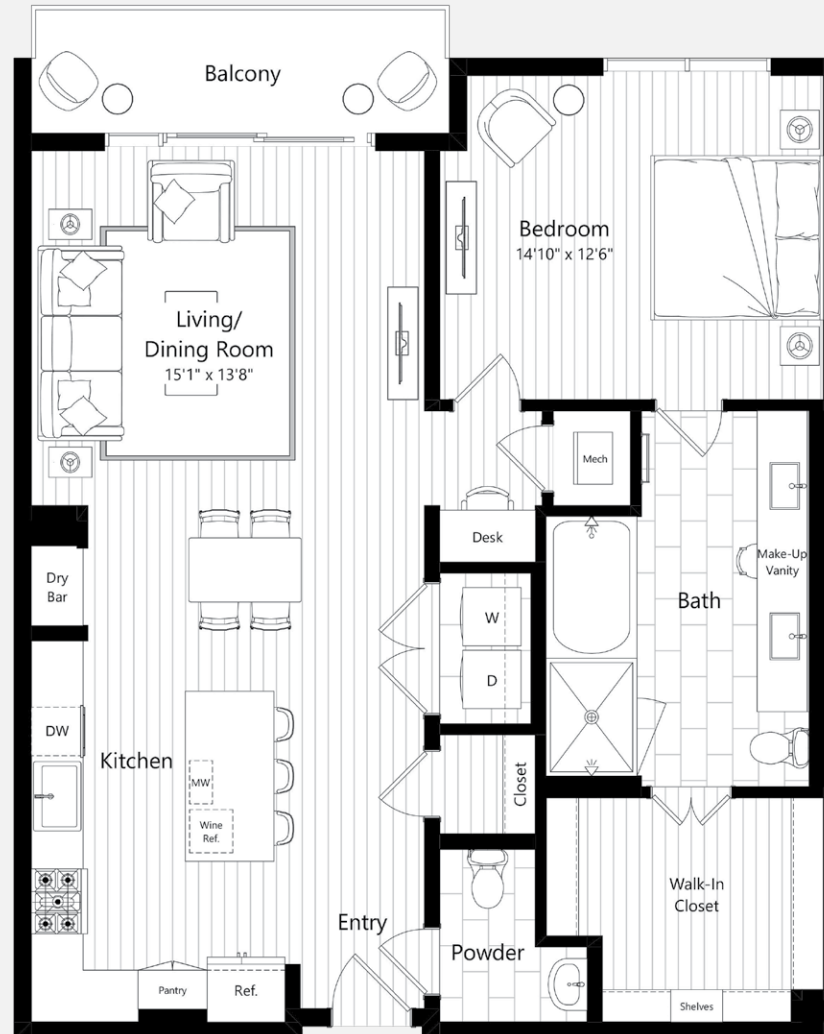 Balcony
Bedroom
14'10" x 12'6"
Living/
Dining Room
15'1" x 13'8"
Mech
Desk
Dry
Bar
Make-Up
Vanity
Bath
W
D
DW
Kitchen
MW
Wine
Ref.
Closet
Walk-In
Closet
Entry
Powder
Pantry
Ref.
Shelves